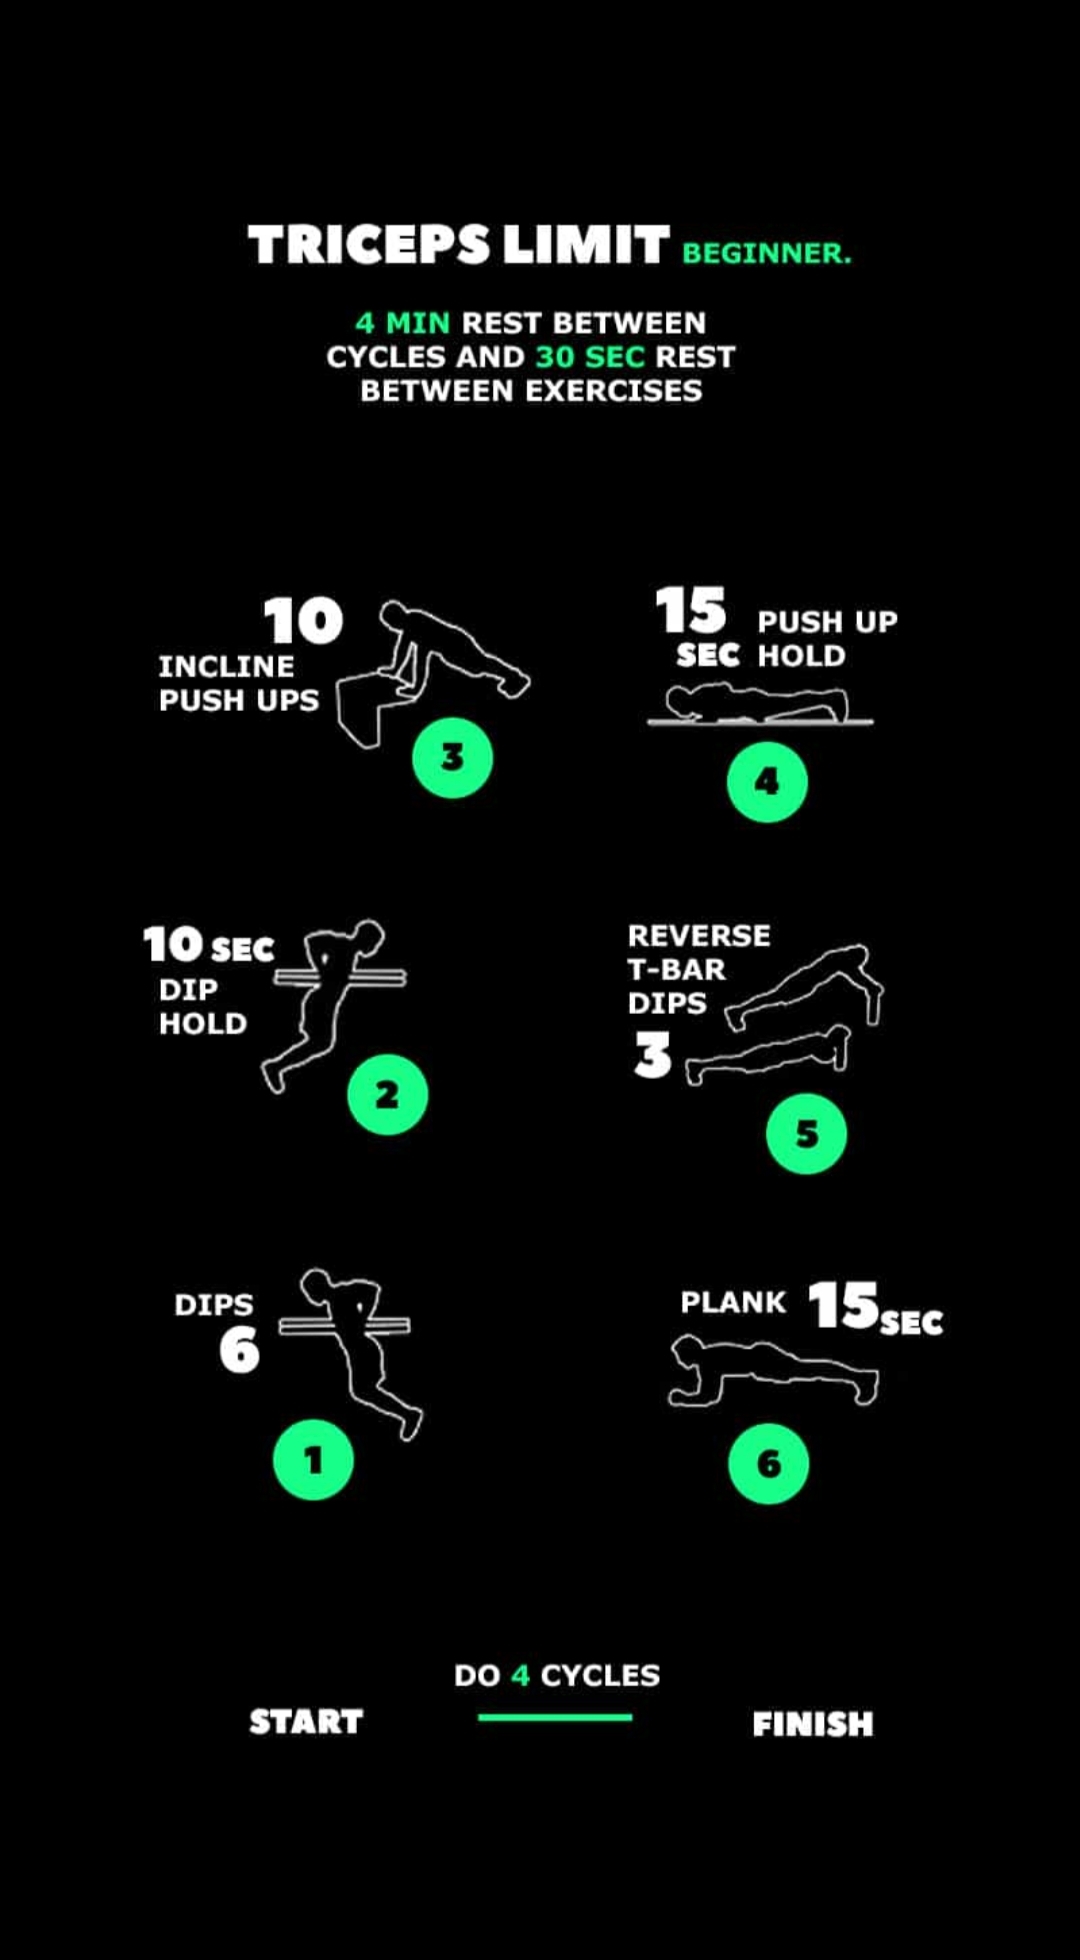 TRICEPS LIMIT BEGINNER.
4 MIN REST BETWEEN
CYCLES AND 30 SEC REST
BETWEEN EXERCISES
10
INCLINE
PUSH UPS
3
15 PUSH UP
SEC HOLD
4
10 SEC
DIP
HOLD
2
REVERSE
T-BAR
DIPS
3
5
DIPS
6
1
PLANK 15 SEC
6
DO 4 CYCLES
START
FINISH